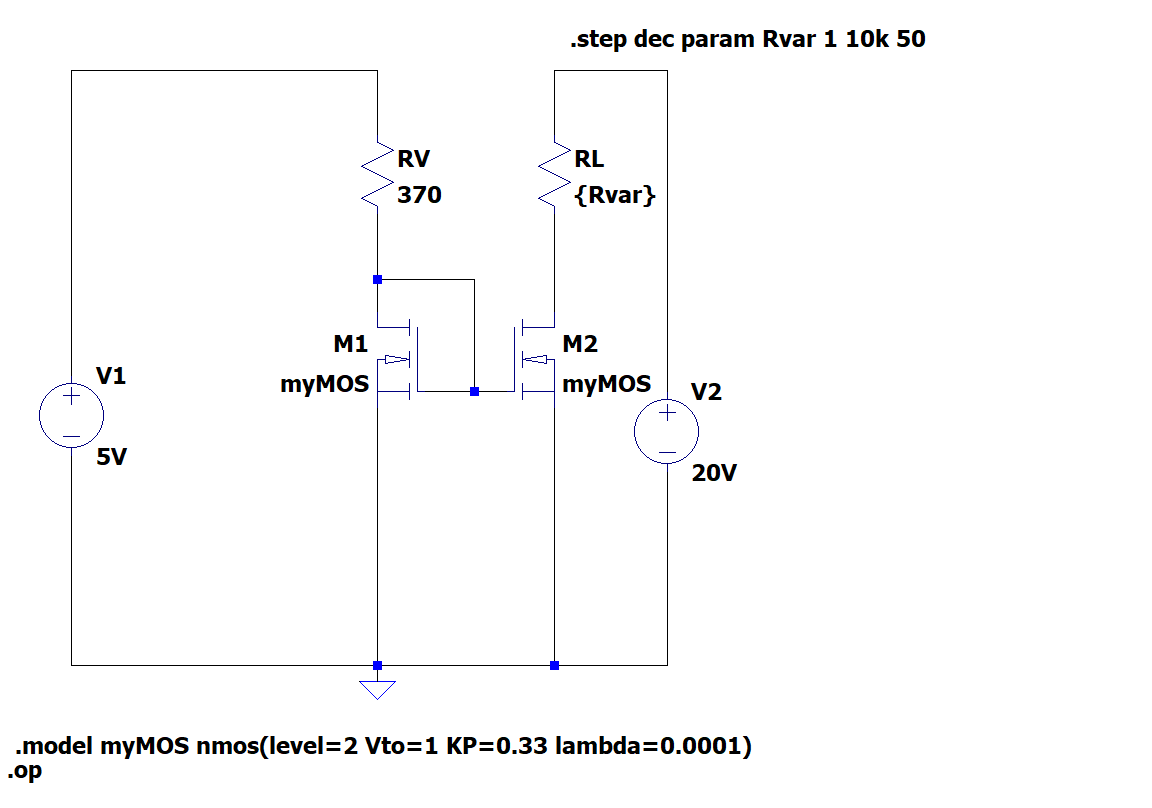 .step dec param Rvar 1 10k 50
RV
370
RL
{Rvar}
M1
myMOS
M2
myMOS
V1
5V
V2
20V
.model myMOS nmos(level=2 Vto=1 KP=0.33 lambda=0.0001)
.op